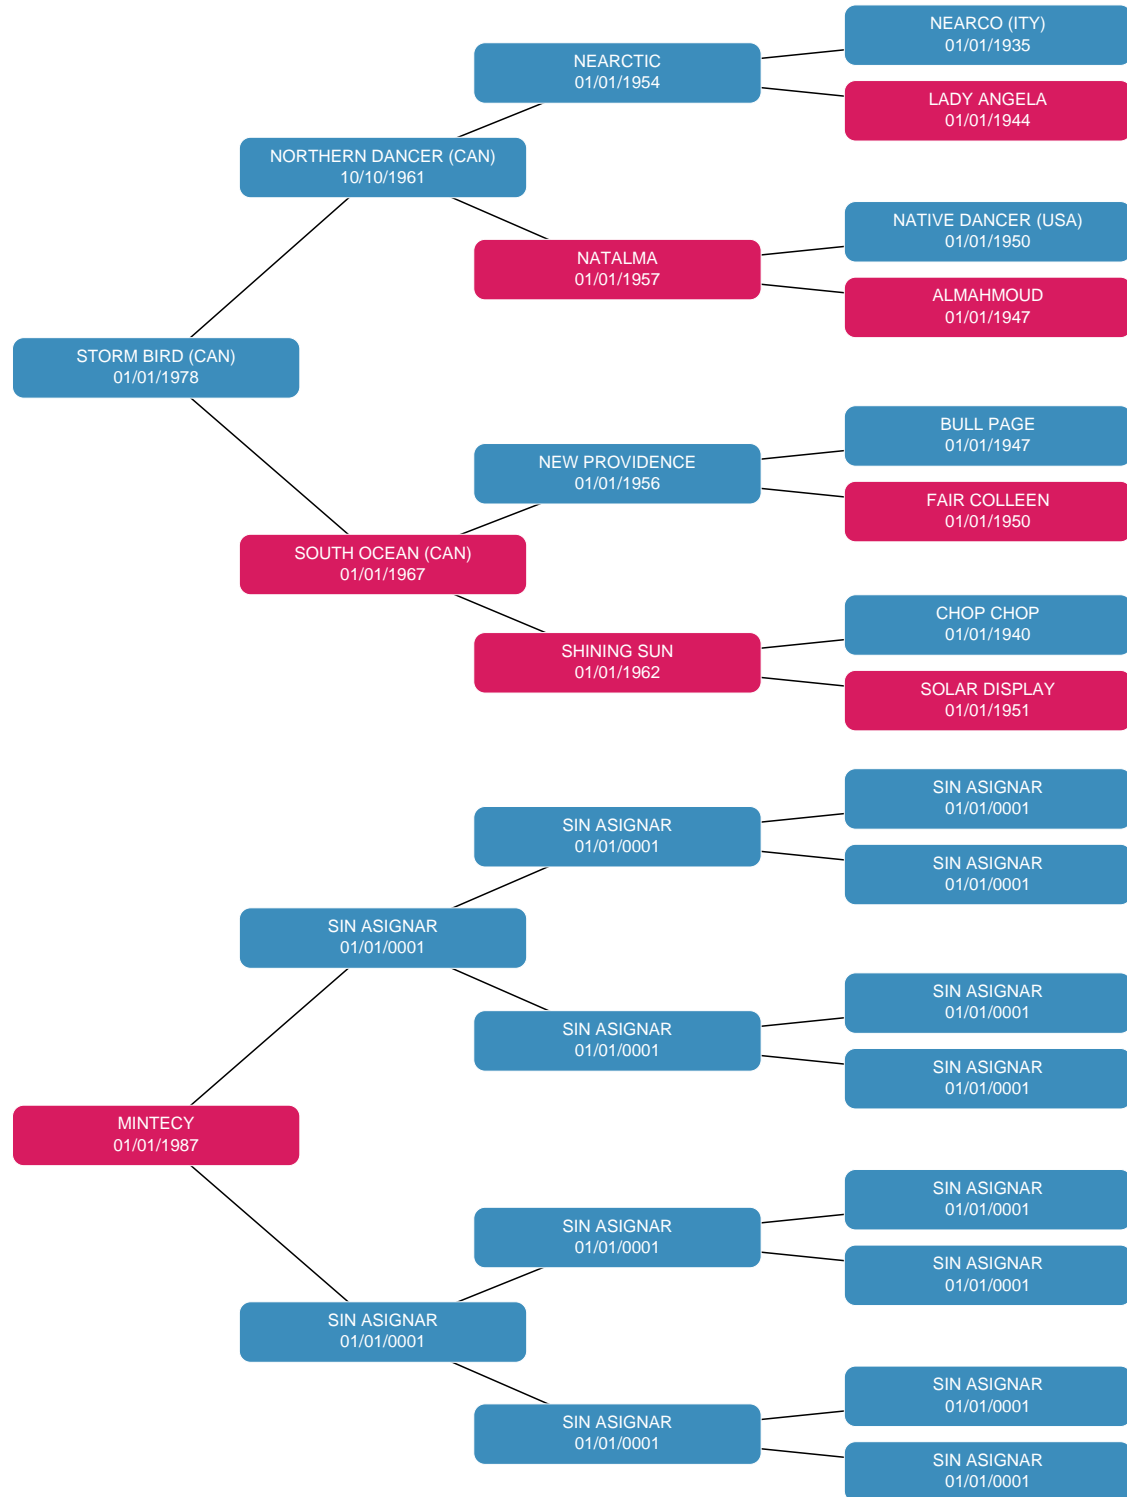 NEARCO (ITY)
01/01/1935
NEARCTIC
01/01/1954
LADY ANGELA
01/01/1944
NORTHERN DANCER (CAN)
10/10/1961
NATIVE DANCER (USA)
01/01/1950
NATALMA
01/01/1957
ALMAHMOUD
01/01/1947
STORM BIRD (CAN)
01/01/1978
BULL PAGE
01/01/1947
NEW PROVIDENCE
01/01/1956
FAIR COLLEEN
01/01/1950
SOUTH OCEAN (CAN)
01/01/1967
CHOP CHOP
01/01/1940
SHINING SUN
01/01/1962
SOLAR DISPLAY
01/01/1951
SIN ASIGNAR
01/01/0001
SIN ASIGNAR
01/01/0001
SIN ASIGNAR
01/01/0001
SIN ASIGNAR
01/01/0001
SIN ASIGNAR
01/01/0001
SIN ASIGNAR
01/01/0001
SIN ASIGNAR
01/01/0001
MINTECY
01/01/1987
SIN ASIGNAR
01/01/0001
SIN ASIGNAR
01/01/0001
SIN ASIGNAR
01/01/0001
SIN ASIGNAR
01/01/0001
SIN ASIGNAR
01/01/0001
SIN ASIGNAR
01/01/0001
SIN ASIGNAR
01/01/0001